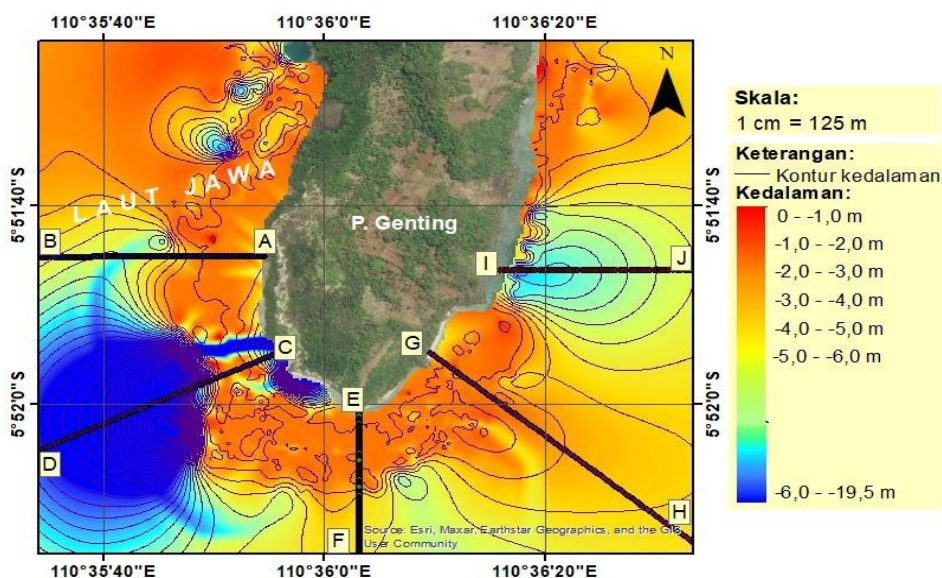 110°35'40"E 110°36'0"E 110°36'20"E
N
5°51'40"S
5°51'40"S
LAUT JAWA
P. Genting
B
A
I
J
C
G
5°52'0"S
5°52'0"S
E
D
H
F
Source: Esri, Maxar, Earthstar Geographics, and the GIS
User Community
110°35'40"E 110°36'0"E 110°36'20"E
Skala:
1 cm = 125 m
Keterangan:
Kontur kedalaman
Kedalaman:
0 - -1,0 m
-1,0 - -2,0 m
-2,0 - -3,0 m
-3,0 - -4,0 m
-4,0 - -5,0 m
-5,0 - -6,0 m
-6,0 - -19,5 m